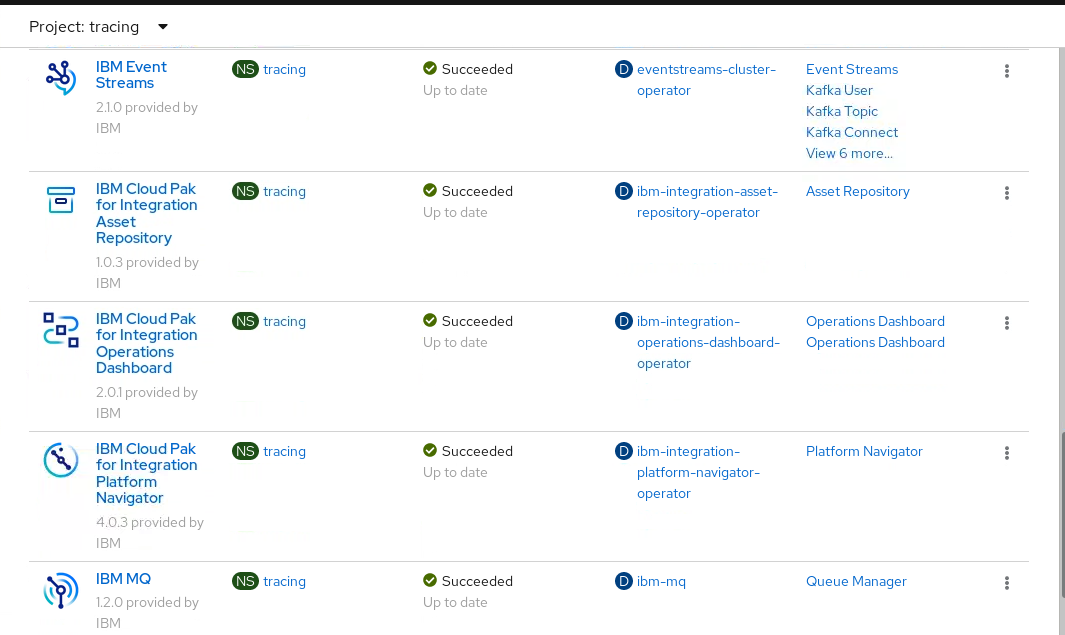 Project: tracing
IBM Event
Streams
2.1.0 provided by
IBM
NS tracing
Succeeded
Up to date
D eventstreams-cluster-
operator
Event Streams
Kafka User
Kafka Topic
Kafka Connect
View 6 more...
IBM Cloud Pak
for Integration
Asset
Repository
1.0.3 provided by
IBM
NS tracing
Succeeded
Up to date
D ibm-integration-asset-
repository-operator
Asset Repository
IBM Cloud Pak
for Integration
Operations
Dashboard
2.0.1 provided by
IBM
NS tracing
Succeeded
Up to date
D ibm-integration-
operations-dashboard-
operator
Operations Dashboard
Operations Dashboard
IBM Cloud Pak
for Integration
Platform
Navigator
4.0.3 provided by
IBM
NS tracing
Succeeded
Up to date
D ibm-integration-
platform-navigator-
operator
Platform Navigator
IBM MQ
1.2.0 provided by
IBM
NS tracing
Succeeded
Up to date
D ibm-mq
Queue Manager